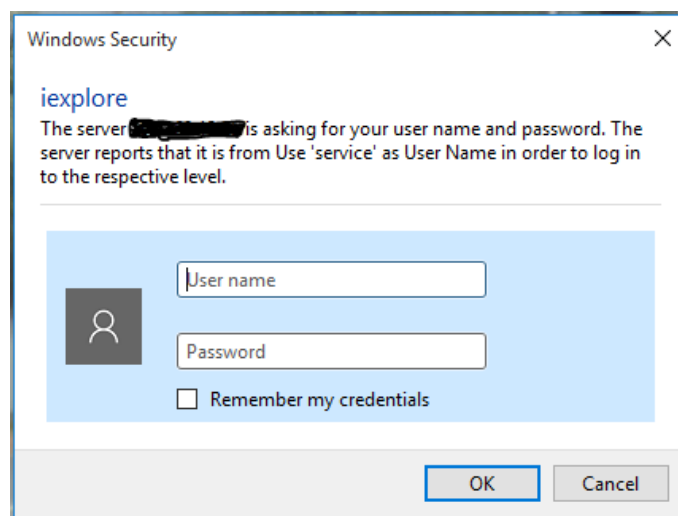 Windows Security
iexplore
The server is asking for your user name and password. The
server reports that it is from Use 'service' as User Name in order to log in
to the respective level.
User name
Password
Remember my credentials
OK
Cancel